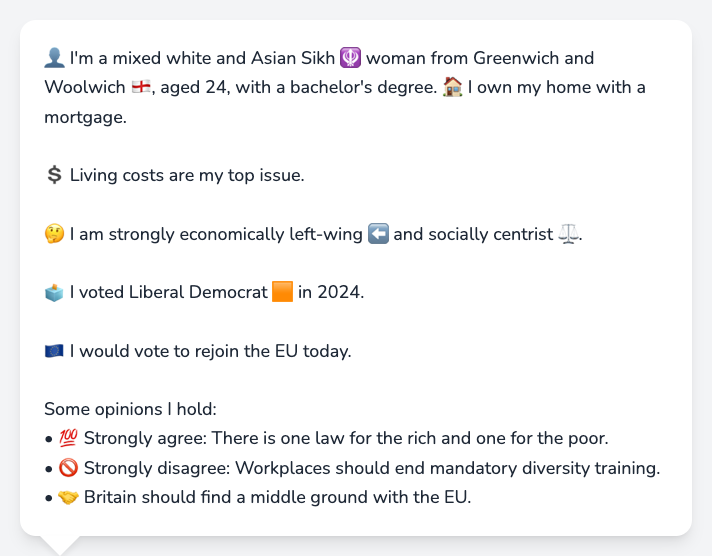 👤 I'm a mixed white and Asian Sikh 🪯 woman from Greenwich and
Woolwich 🏴󠁧󠁢󠁥󠁮󠁧󠁿, aged 24, with a bachelor's degree. 🏠 I own my home with a
mortgage.
💲 Living costs are my top issue.
🤔 I am strongly economically left-wing ⬅️ and socially centrist ⚖️.
🗳️ I voted Liberal Democrat 🟧 in 2024.
🇪🇺 I would vote to rejoin the EU today.
Some opinions I hold:
• 💯 Strongly agree: There is one law for the rich and one for the poor.
• 🚫 Strongly disagree: Workplaces should end mandatory diversity training.
• 🤝 Britain should find a middle ground with the EU.